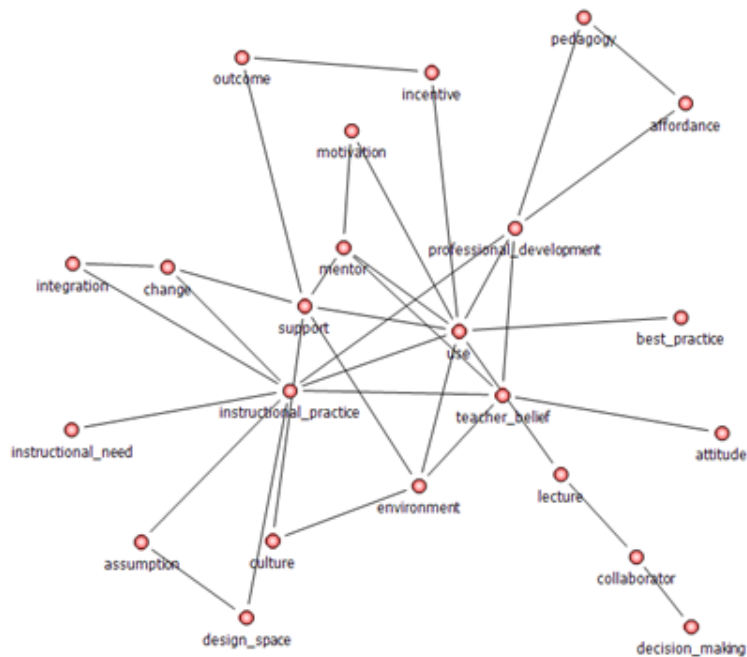 pedagogy
outcome
incentive
affordance
motivation
professional_development
mentor
integration
change
support
best_practice
use
instructional_practice
teacher_belief
instructional_need
attitude
lecture
environment
assumption
culture
collaborator
design_space
decision_making